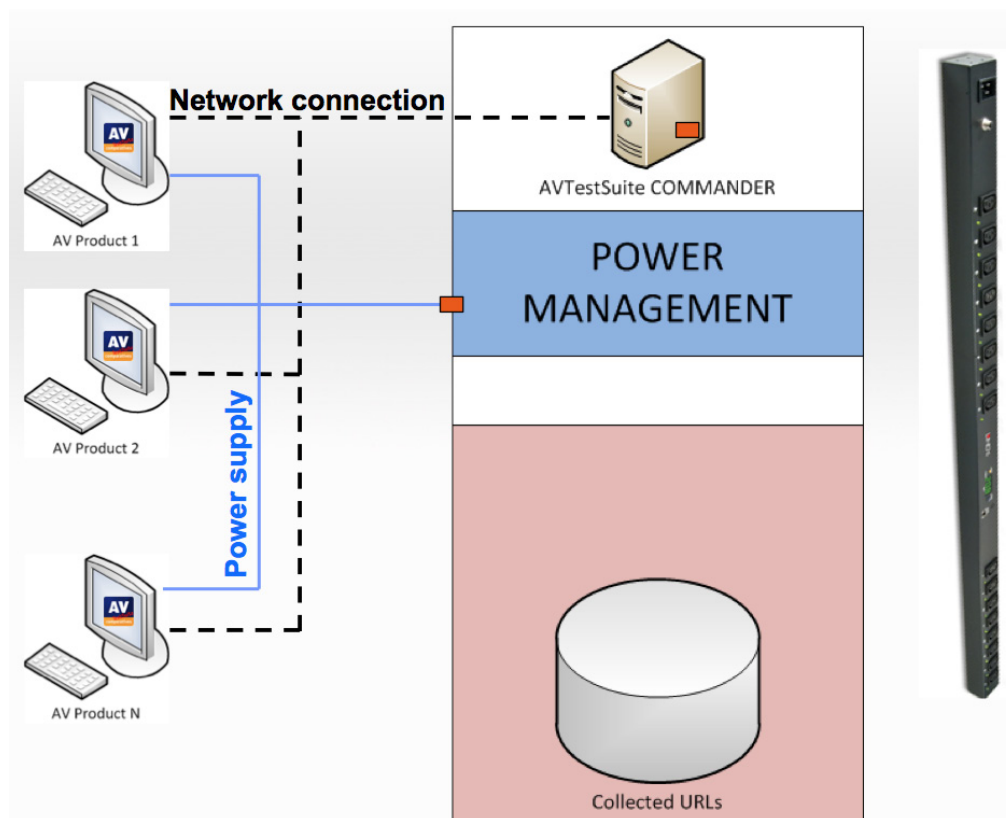 Network connection
AV
AV Product 1
AVTestSuite COMMANDER
POWER
MANAGEMENT
AV
AV Product 2
Power supply
AV
AV Product N
Collected URLs